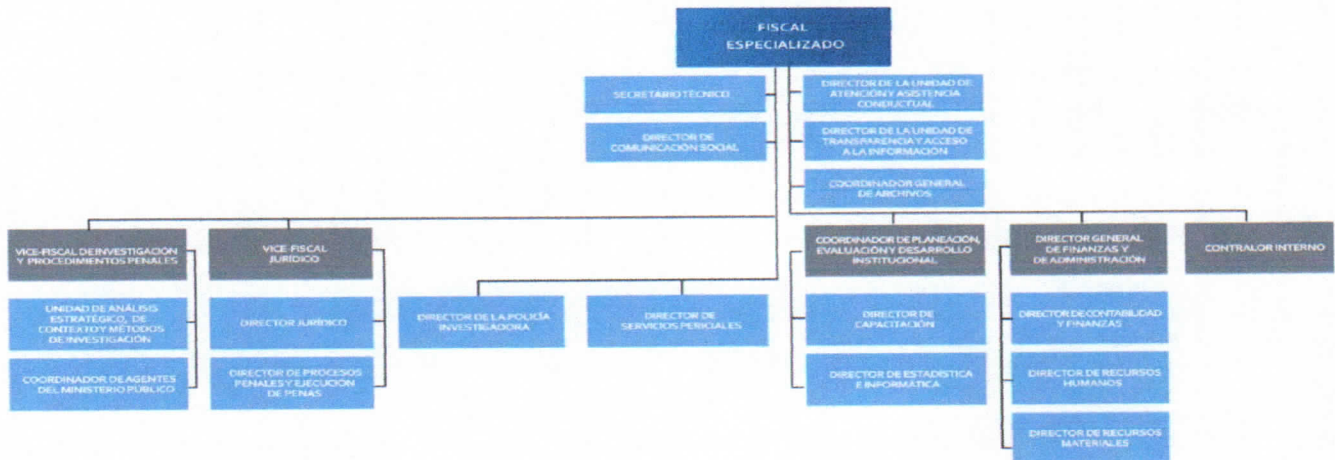 FISCAL
ESPECIALIZADO
SECRETARIO TÉCNICO
DIRECTOR DE LA UNIDAD DE
ATENCIÓN Y ASISTENCIA
CONDUCTUAL
DIRECTOR DE
COMUNICACIÓN SOCIAL
DIRECTOR DE LA UNIDAD DE
TRANSPARENCIA Y ACCESO
A LA INFORMACIÓN
COORDINADOR GENERAL
DE ARCHIVOS
VICE-FISCAL DE INVESTIGACIÓN
Y PROCEDIMIENTOS PENALES
VICE-FISCAL
JURÍDICO
COORDINADOR DE PLANEACIÓN,
EVALUACIÓN Y DESARROLLO
INSTITUCIONAL
DIRECTOR GENERAL
DE FINANZAS Y
DE ADMINISTRACIÓN
CONTRALOR INTERNO
UNIDAD DE ANÁLISIS
ESTRATÉGICO, DE
CONTEXTO Y MÉTODOS
DE INVESTIGACIÓN
DIRECTOR JURÍDICO
DIRECTOR DE LA POLICÍA
INVESTIGADORA
DIRECTOR DE
SERVICIOS PERICIALES
DIRECTOR DE
CAPACITACIÓN
DIRECTOR DE CONTABILIDAD
Y FINANZAS
COORDINADOR DE AGENTES
DEL MINISTERIO PÚBLICO
DIRECTOR DE PROCESOS
PENALES Y EJECUCIÓN
DE PENAS
DIRECTOR DE ESTADÍSTICA
E INFORMÁTICA
DIRECTOR DE RECURSOS
HUMANOS
DIRECTOR DE RECURSOS
MATERIALES